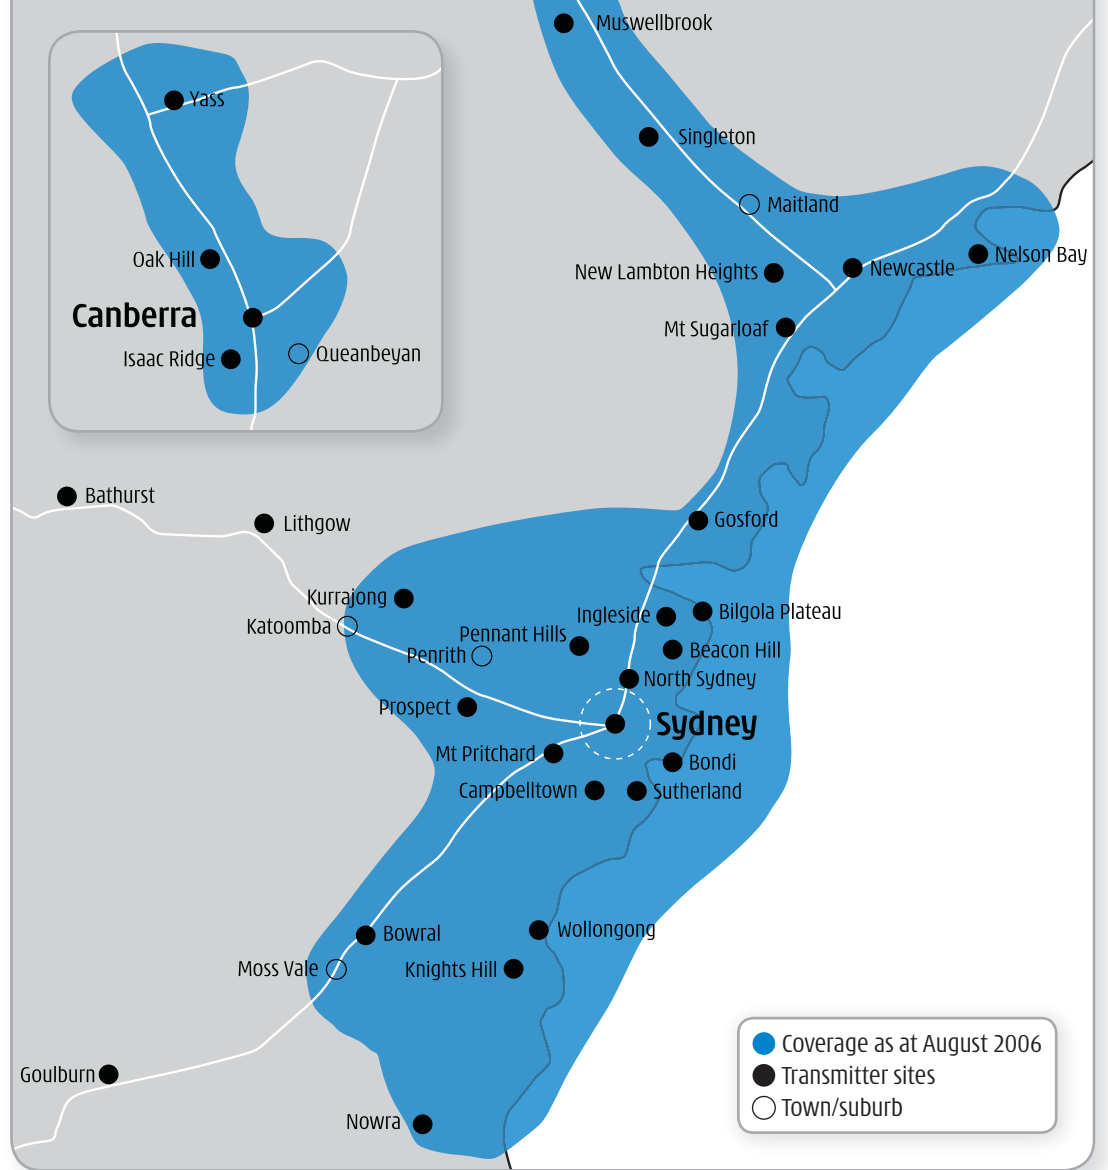 Muswellbrook
Yass
Singleton
Maitland
Oak Hill
Nelson Bay
Newcastle
New Lambton Heights
Canberra
Mt Sugarloaf
Queanbeyan
Isaac Ridge
Bathurst
Gosford
Lithgow
Kurrajong
Bilgola Plateau
Ingleside
Katoomba
Pennant Hills
Beacon Hill
Penrith
North Sydney
Prospect
Sydney
Mt Pritchard
Bondi
Campbelltown
Sutherland
Wollongong
Bowral
Moss Vale
Knights Hill
Coverage as at August 2006
Transmitter sites
Town/suburb
Goulburn
Nowra